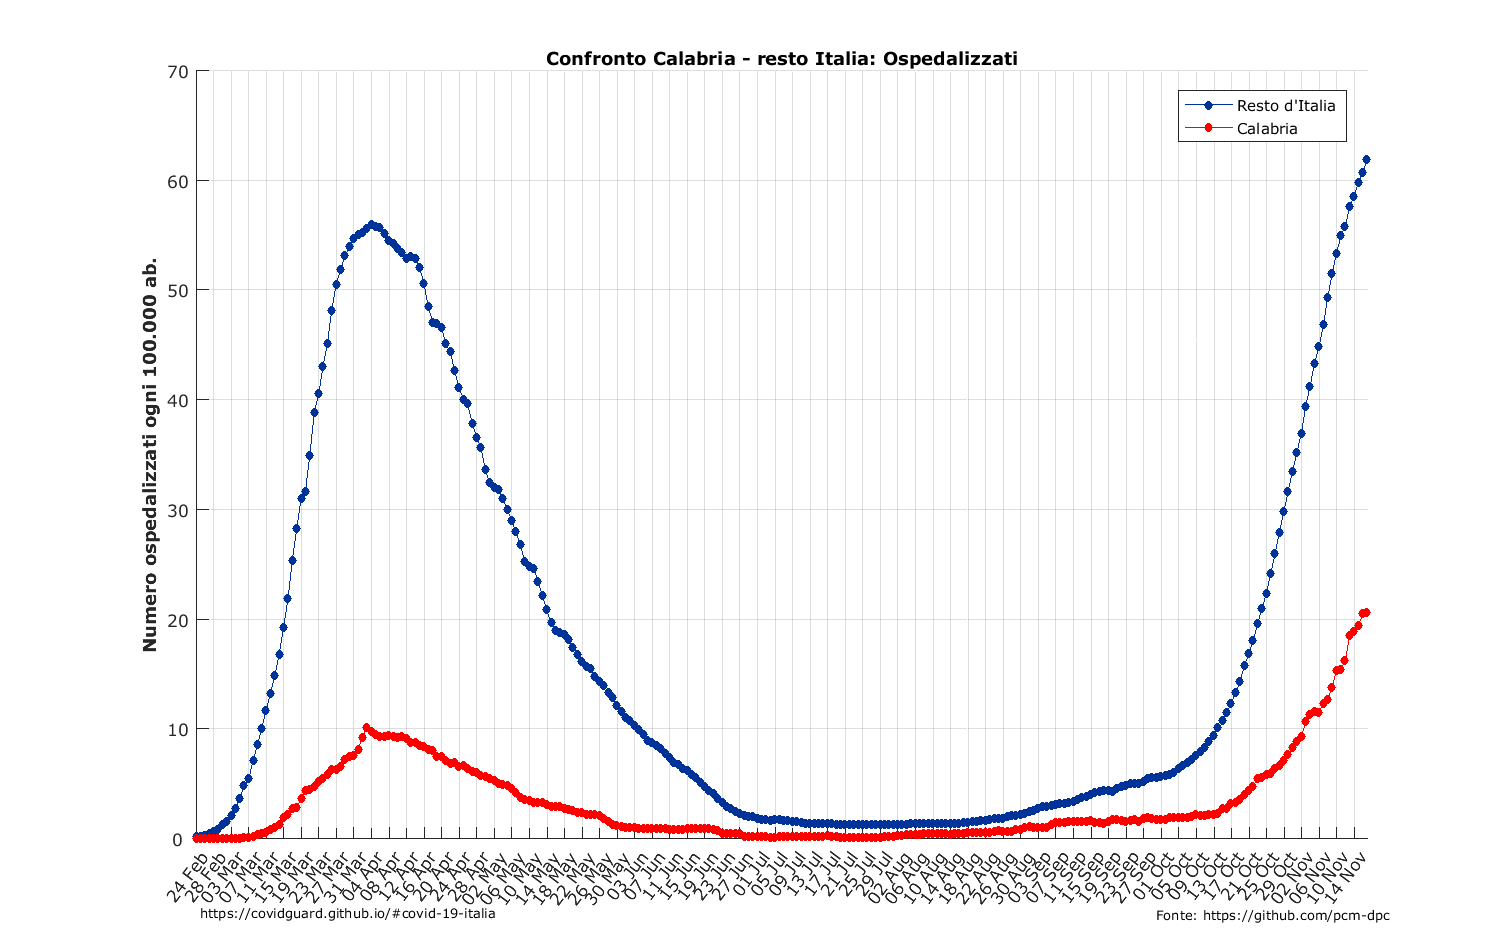 Confronto Calabria - resto Italia: Ospedalizzati
Resto d'Italia
Calabria
Numero ospedalizzati ogni 100.000 ab.
70
60
50
40
30
20
10
0
24 Feb
28 Feb
03 Mar
07 Mar
11 Mar
15 Mar
19 Mar
23 Mar
27 Mar
31 Mar
04 Apr
08 Apr
12 Apr
16 Apr
20 Apr
24 Apr
28 Apr
02 May
06 May
10 May
14 May
18 May
22 May
26 May
30 May
03 Jun
07 Jun
11 Jun
15 Jun
19 Jun
23 Jun
27 Jun
01 Jul
05 Jul
09 Jul
13 Jul
17 Jul
21 Jul
25 Jul
29 Jul
02 Aug
06 Aug
10 Aug
14 Aug
18 Aug
22 Aug
26 Aug
30 Aug
03 Sep
07 Sep
11 Sep
15 Sep
19 Sep
23 Sep
27 Sep
01 Oct
05 Oct
09 Oct
13 Oct
17 Oct
21 Oct
25 Oct
29 Oct
02 Nov
06 Nov
10 Nov
14 Nov
https://covidguard.github.io/#covid-19-italia
Fonte: https://github.com/pcm-dpc